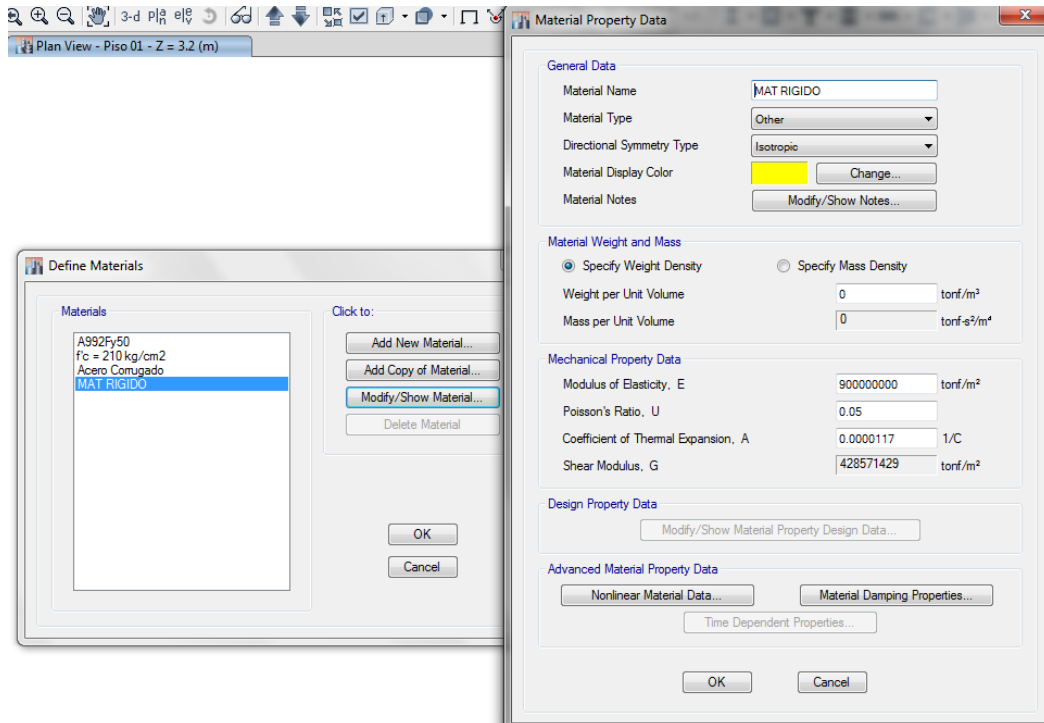 3-d Plạ elẹ
Plan View - Piso 01 - Z = 3.2 (m)
Define Materials
Materials
A992Fy50
f'c = 210 kg/cm2
Acero Corrugado
MAT RIGIDO
Click to:
Add New Material...
Add Copy of Material...
Modify/Show Material...
Delete Material
OK
Cancel
Material Property Data
General Data
Material Name MAT RIGIDO
Material Type Other
Directional Symmetry Type Isotropic
Material Display Color Change...
Material Notes Modify/Show Notes...
Material Weight and Mass
Specify Weight Density Specify Mass Density
Weight per Unit Volume 0 tonf/m³
Mass per Unit Volume 0 tonf-s²/m⁴
Mechanical Property Data
Modulus of Elasticity, E 900000000 tonf/m²
Poisson's Ratio, U 0.05
Coefficient of Thermal Expansion, A 0.0000117 1/C
Shear Modulus, G 428571429 tonf/m²
Design Property Data
Modify/Show Material Property Design Data...
Advanced Material Property Data
Nonlinear Material Data... Material Damping Properties...
Time Dependent Properties...
OK Cancel